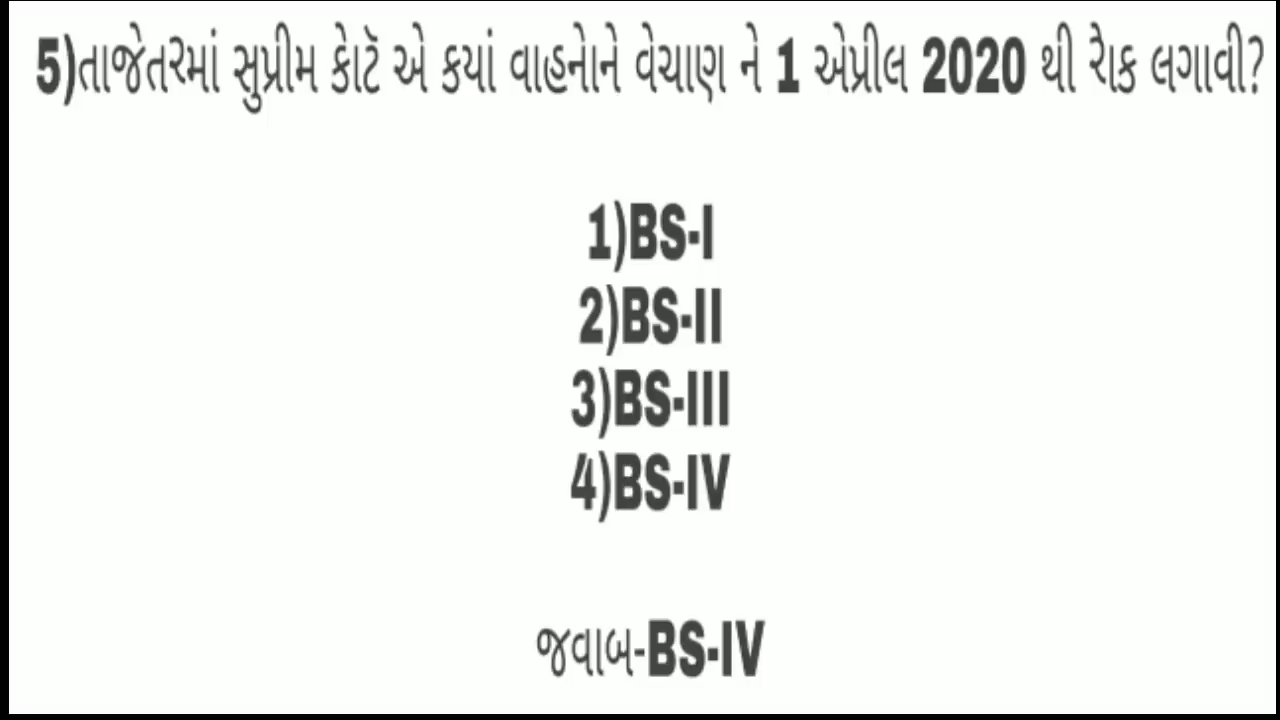 5)તાજેતરમાં સુપ્રીમ કોર્ટ એ કયાં વાહનોને વેચાણ ને 1 એપ્રીલ 2020 થી રોક લગાવી?
1)BS-I
2)BS-II
3)BS-III
4)BS-IV
જવાબ-BS-IV